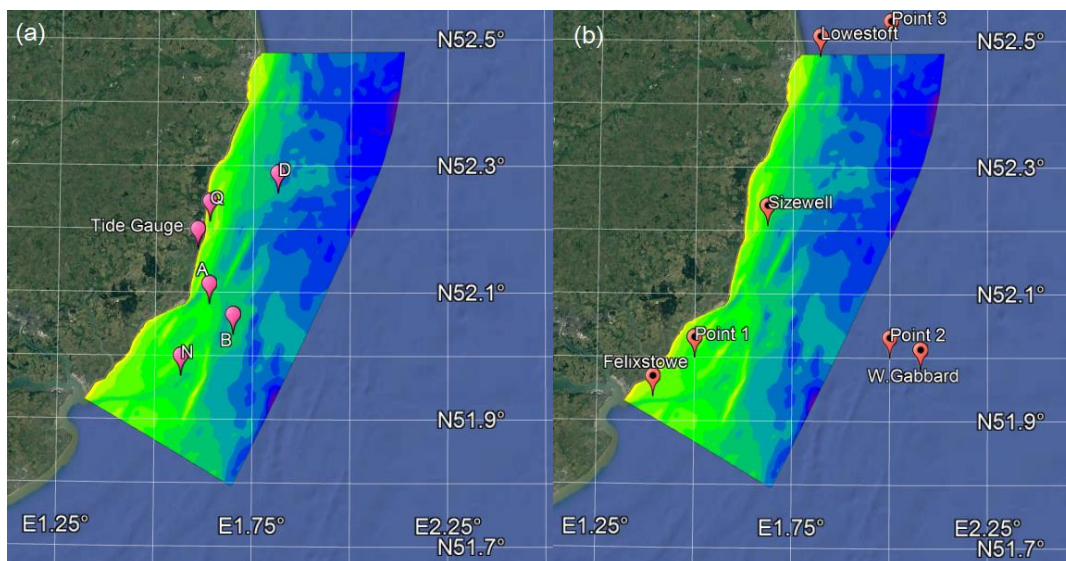 (a)
N52.5°
D
N52.3°
Q
Tide Gauge
A
N52.1°
B
N
N51.9°
E1.25°
E1.75°
E2.25°
N51.7°
(b)
Point 3
Lowestoft
N52.5°
N52.3°
Sizewell
N52.1°
Point 1
Point 2
Felixstowe
W.Gabbard
N51.9°
E1.25°
E1.75°
E2.25°
N51.7°